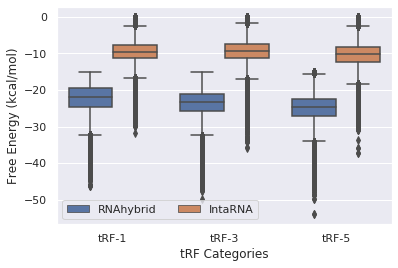 Free Energy (kcal/mol)
0
−10
−20
−30
−40
−50
RNAhybrid IntaRNA
tRF-1 tRF-3 tRF-5
tRF Categories